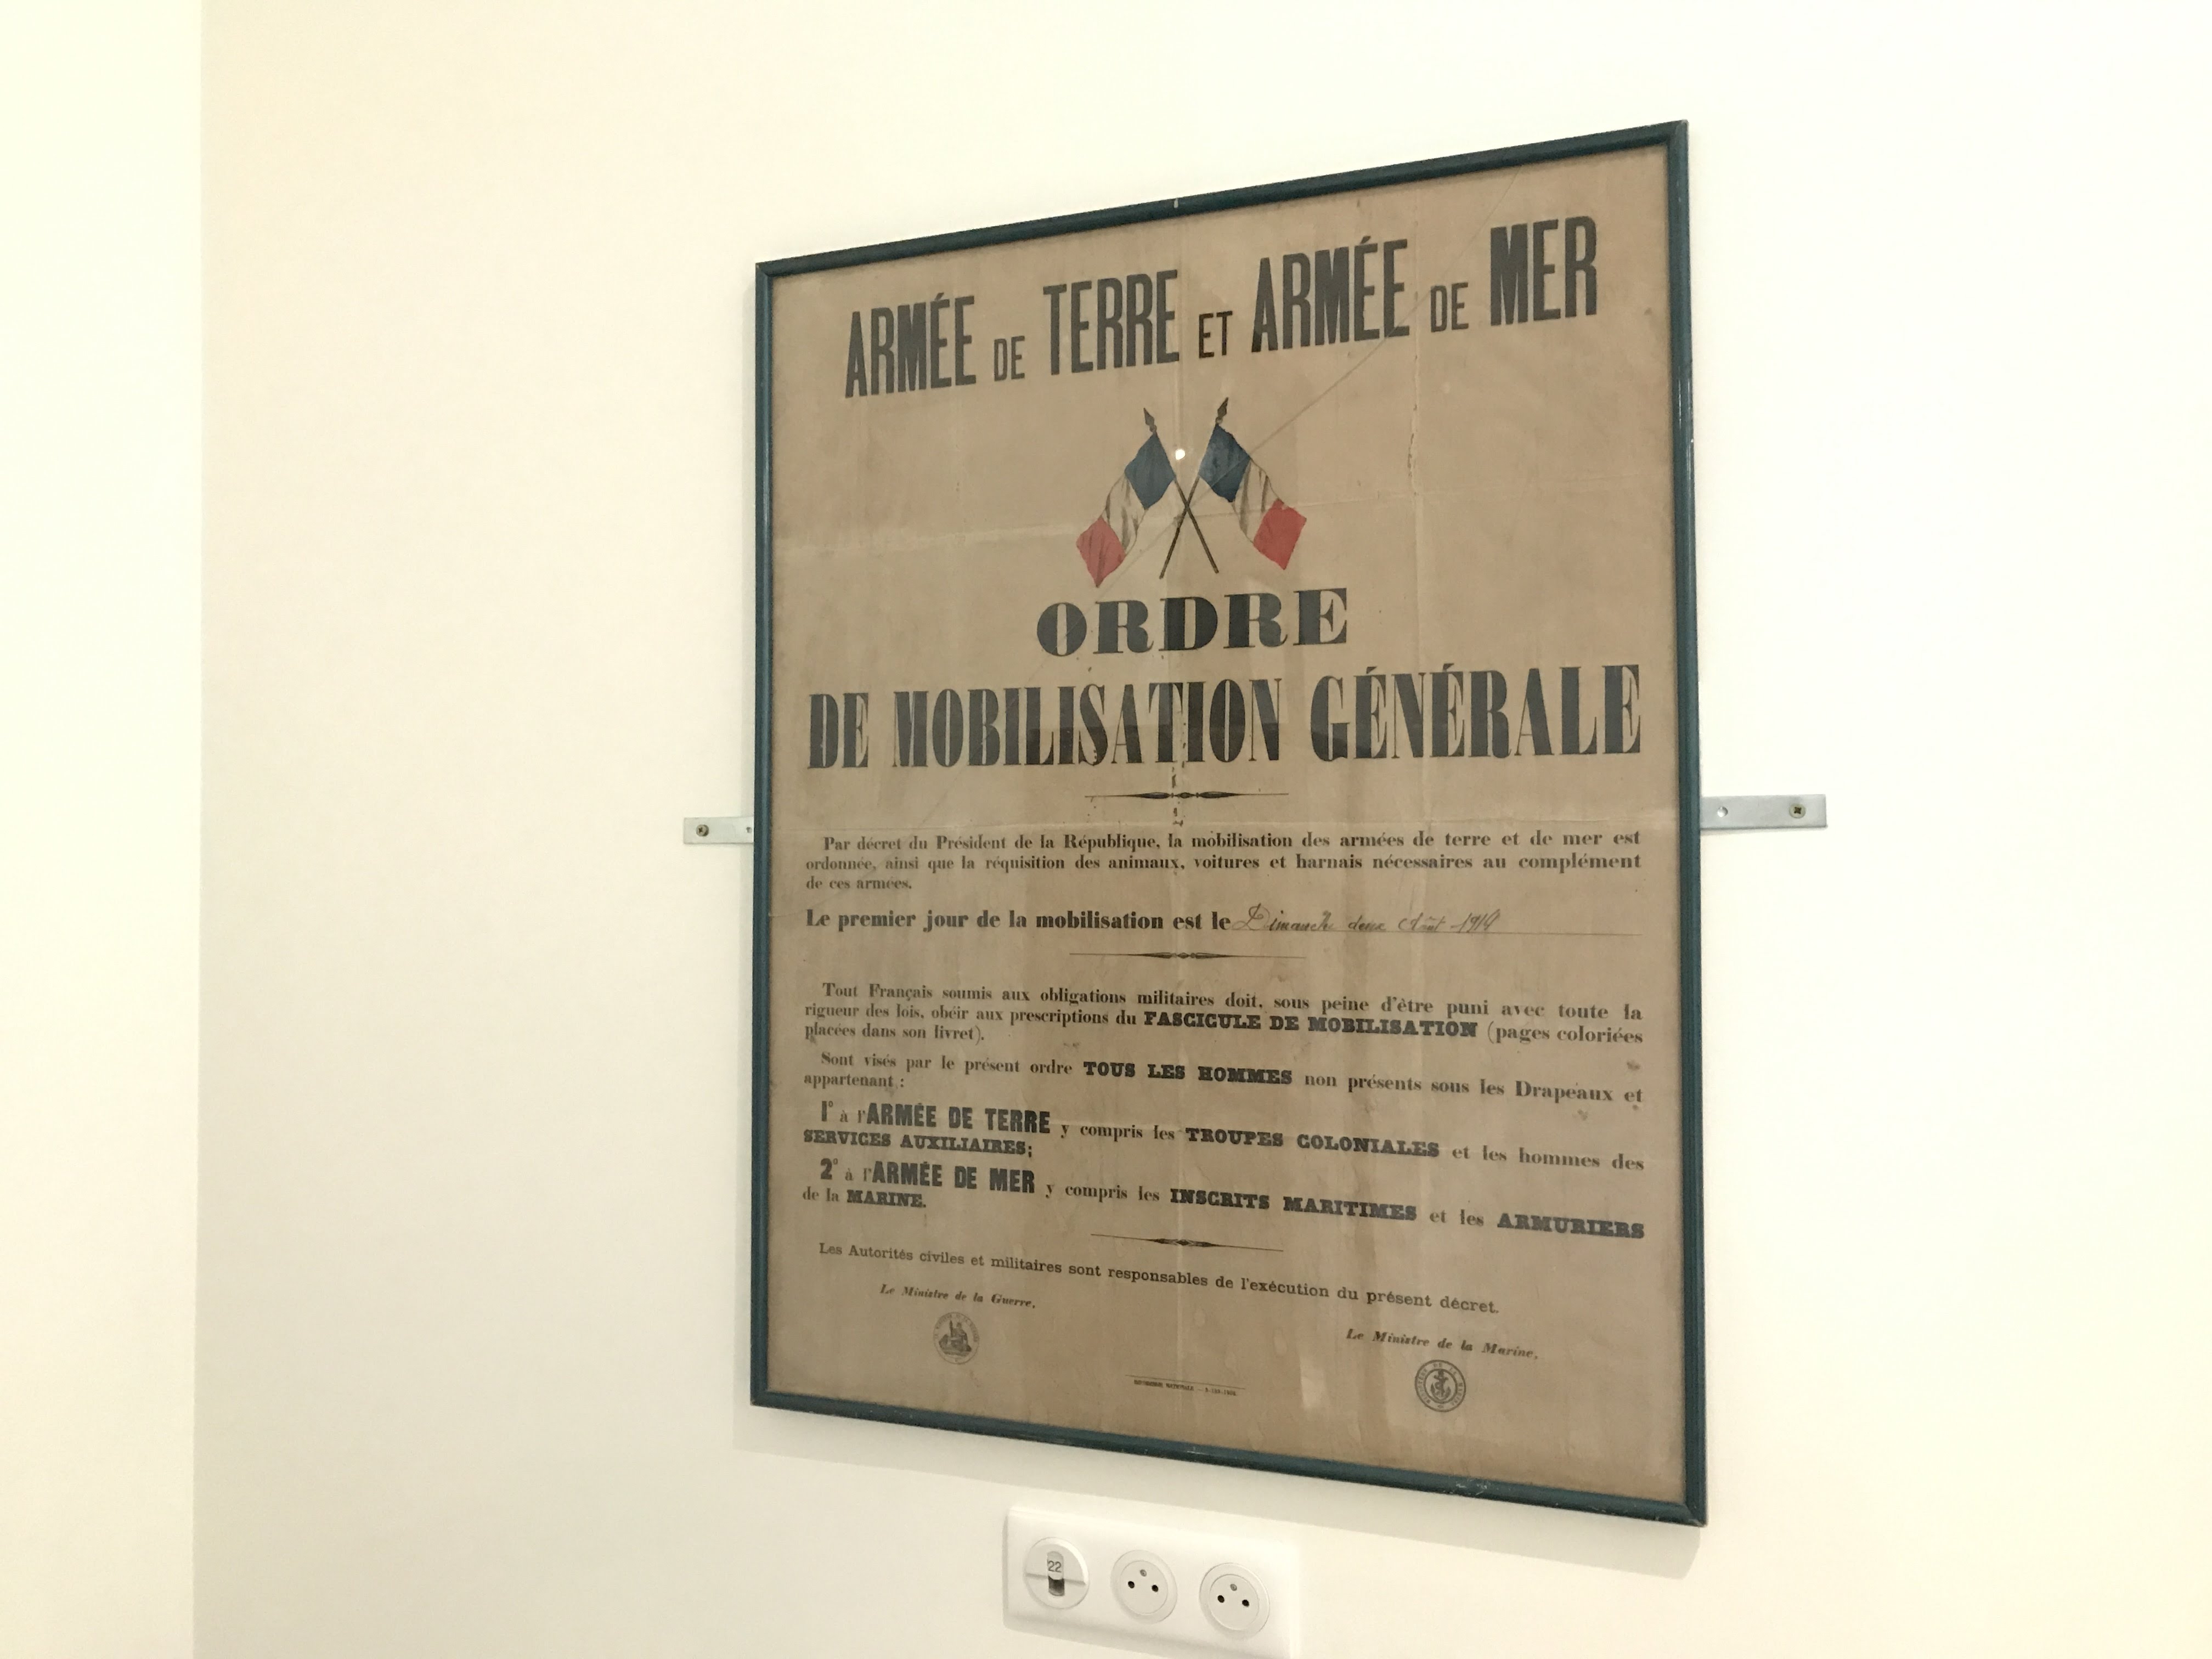 ARMÉE DE TERRE ET ARMÉE DE MER
ORDRE
DE MOBILISATION GÉNÉRALE
Par décret du Président de la République, la mobilisation des armées de terre et de mer est
ordonnée, ainsi que la réquisition des animaux, voitures et harnais nécessaires au complément
de ces armées.
Le premier jour de la mobilisation est le Dimanche deux Août 1914
Tout Français soumis aux obligations militaires doit, sous peine d'être puni avec toute la
rigueur des lois, obéir aux prescriptions du FASCICULE DE MOBILISATION (pages coloriées
placées dans son livret).
Sont visés par le présent ordre TOUS LES HOMMES non présents sous les Drapeaux et
appartenant :
1° à l'ARMÉE DE TERRE y compris les TROUPES COLONIALES et les hommes des
SERVICES AUXILIAIRES;
2° à l'ARMÉE DE MER y compris les INSCRITS MARITIMES et les ARMURIERS
de la MARINE.
Les Autorités civiles et militaires sont responsables de l'exécution du présent décret.
Le Ministre de la Guerre,
Le Ministre de la Marine,
NATIONALE
22